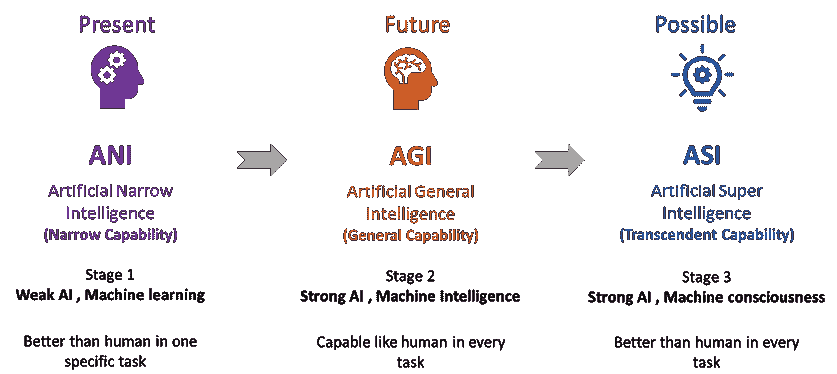 Present
ANI
Artificial Narrow
Intelligence
(Narrow Capability)
Stage 1
Weak AI , Machine learning
Better than human in one
specific task
Future
AGI
Artificial General
Intelligence
(General Capability)
Stage 2
Strong AI , Machine Intelligence
Capable like human in every
task
Possible
ASI
Artificial Super
Intelligence
(Transcendent Capability)
Stage 3
Strong AI , Machine consciousness
Better than human in every
task